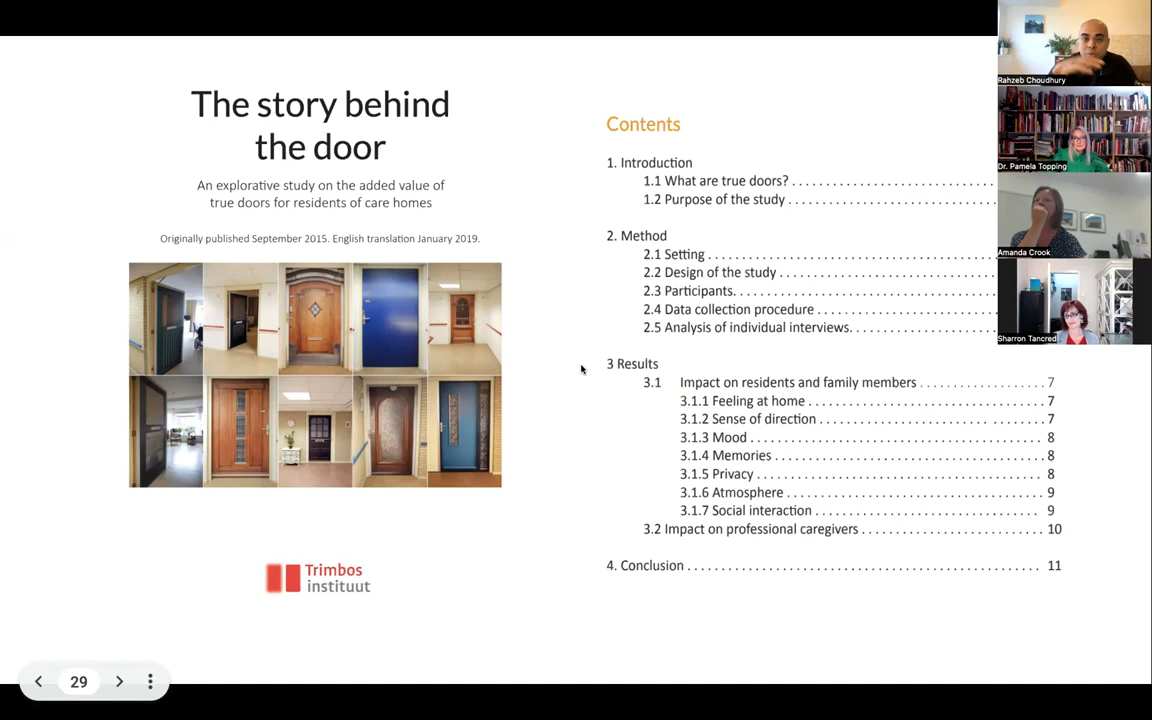 The story behind
the door
An explorative study on the added value of
true doors for residents of care homes
Originally published September 2015. English translation January 2019.
Trimbos
instituut
Contents
1. Introduction
1.1 What are true doors? . . . . . . . . . . . . . . . . . . . . . . . . . . . . . .
1.2 Purpose of the study . . . . . . . . . . . . . . . . . . . . . . . . . . . . . .
2. Method
2.1 Setting . . . . . . . . . . . . . . . . . . . . . . . . . . . . . . . . . . . . . . . . . .
2.2 Design of the study . . . . . . . . . . . . . . . . . . . . . . . . . . . . . . .
2.3 Participants. . . . . . . . . . . . . . . . . . . . . . . . . . . . . . . . . . . . . .
2.4 Data collection procedure . . . . . . . . . . . . . . . . . . . . . . . . . .
2.5 Analysis of individual interviews. . . . . . . . . . . . . . . . . . . . .
3 Results
3.1 Impact on residents and family members . . . . . . . . . . . . . . . . . . . 7
3.1.1 Feeling at home . . . . . . . . . . . . . . . . . . . . . . . . . . . . . . . . . . . 7
3.1.2 Sense of direction . . . . . . . . . . . . . . . . . . . . . . . . . . . . . . . . . 7
3.1.3 Mood . . . . . . . . . . . . . . . . . . . . . . . . . . . . . . . . . . . . . . . . . . . . 8
3.1.4 Memories . . . . . . . . . . . . . . . . . . . . . . . . . . . . . . . . . . . . . . . . 8
3.1.5 Privacy . . . . . . . . . . . . . . . . . . . . . . . . . . . . . . . . . . . . . . . . . . . 8
3.1.6 Atmosphere . . . . . . . . . . . . . . . . . . . . . . . . . . . . . . . . . . . . . . 9
3.1.7 Social interaction . . . . . . . . . . . . . . . . . . . . . . . . . . . . . . . . . . 9
3.2 Impact on professional caregivers . . . . . . . . . . . . . . . . . . . . . . . . . . . 10
4. Conclusion . . . . . . . . . . . . . . . . . . . . . . . . . . . . . . . . . . . . . . . . . . . . . . . . . . . . . 11
Rahzeb Choudhury
Dr. Pamela Topping
Amanda Crook
Sharron Tancred
29